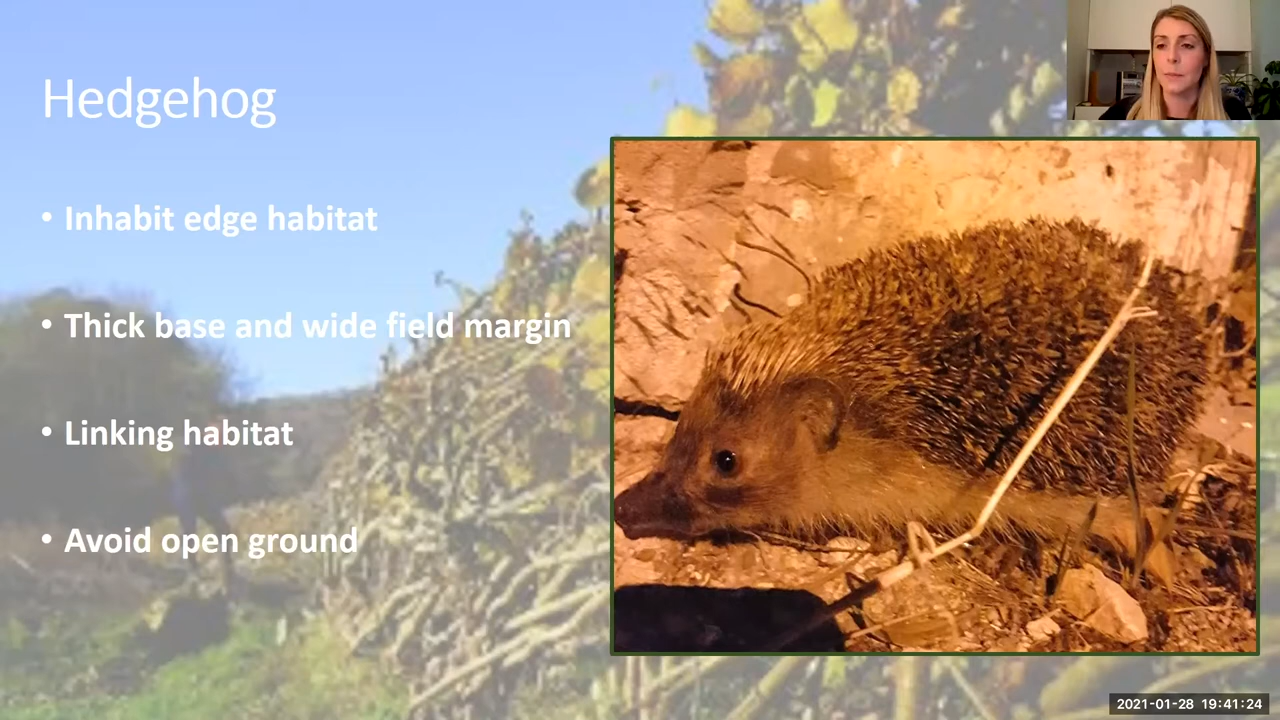 Hedgehog
• Inhabit edge habitat
• Thick base and wide field margin
• Linking habitat
• Avoid open ground
2021-01-28 19:41:24